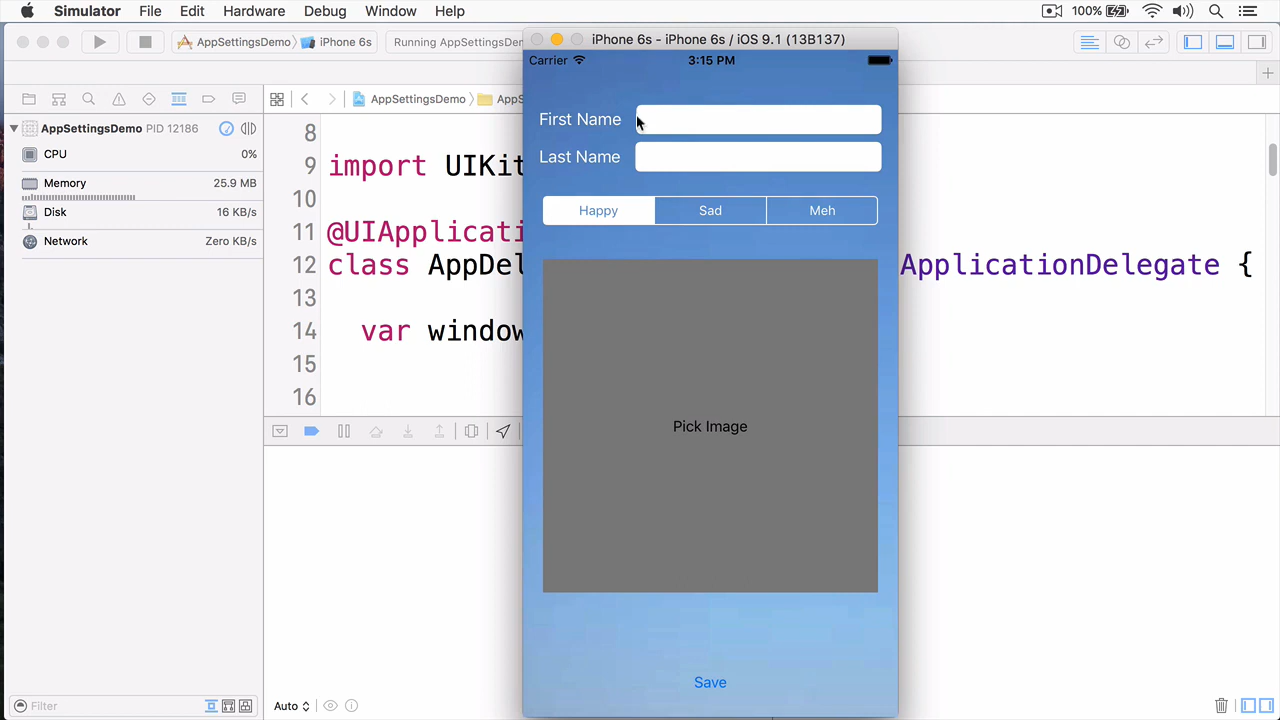 Simulator File Edit Hardware Debug Window Help 100%
AppSettingsDemo iPhone 6s Running AppSettingsDem
iPhone 6s - iPhone 6s / iOS 9.1 (13B137)
Carrier 3:15 PM
AppSettingsDemo AppS
AppSettingsDemo PID 12186
CPU 0%
Memory 25.9 MB
Disk 16 KB/s
Network Zero KB/s
8
9 import UIKit
10
11 @UIApplicati
12 class AppDel ApplicationDelegate {
13
14 var window
15
16
First Name
Last Name
Happy Sad Meh
Pick Image
Save
Filter
Auto